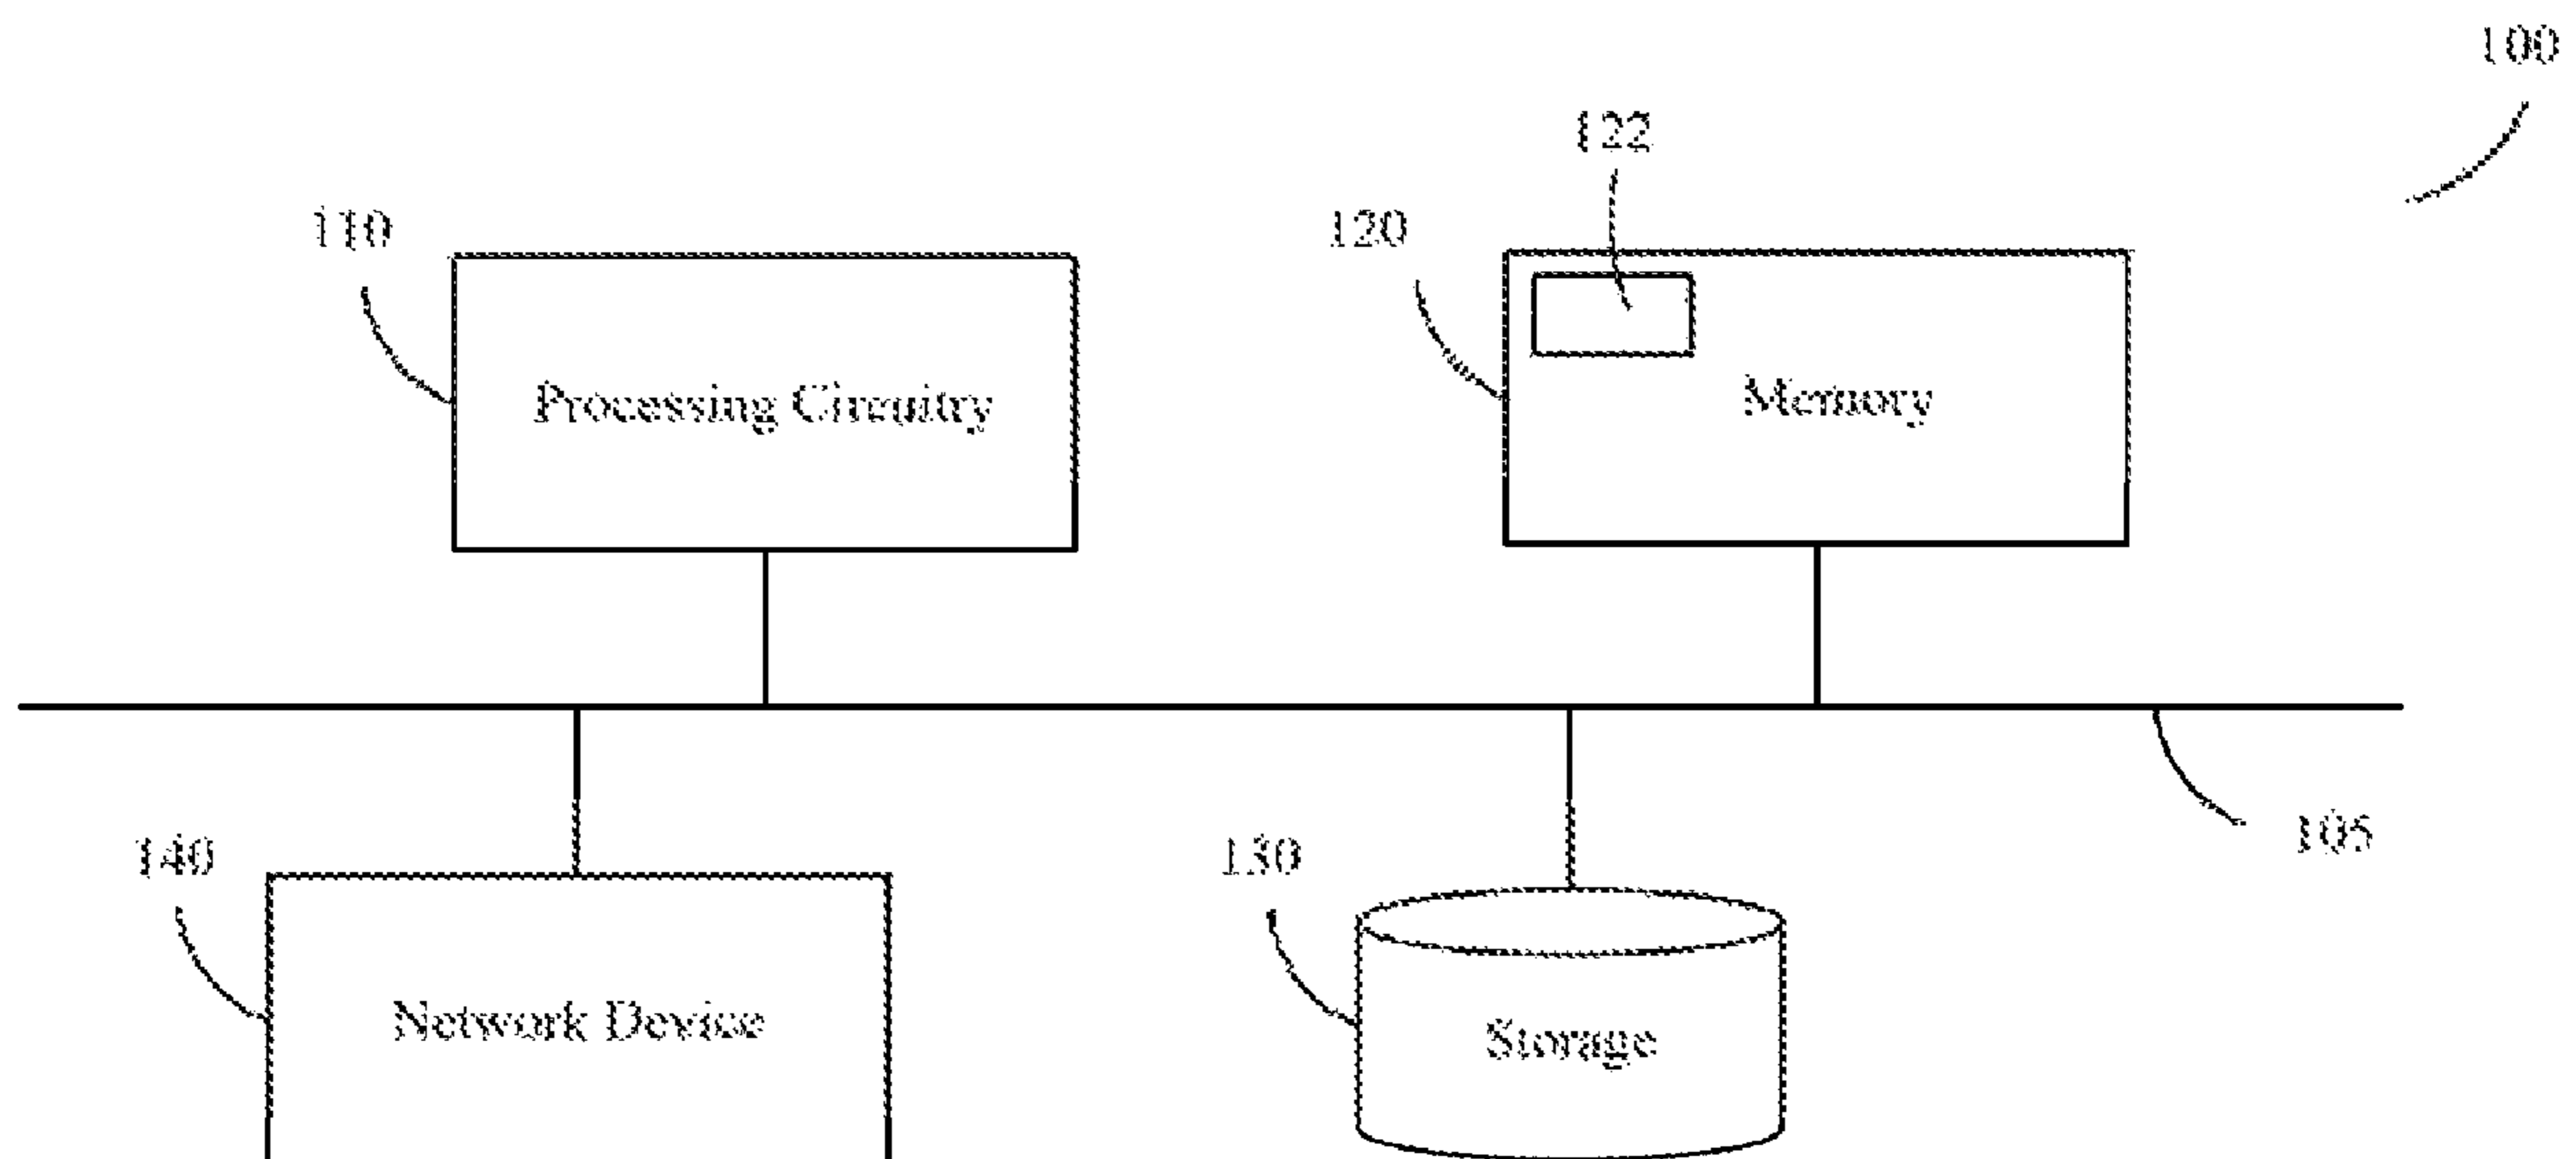 100
122
110
120
Processing Circuitry
Memory
105
140
130
Network Device
Storage